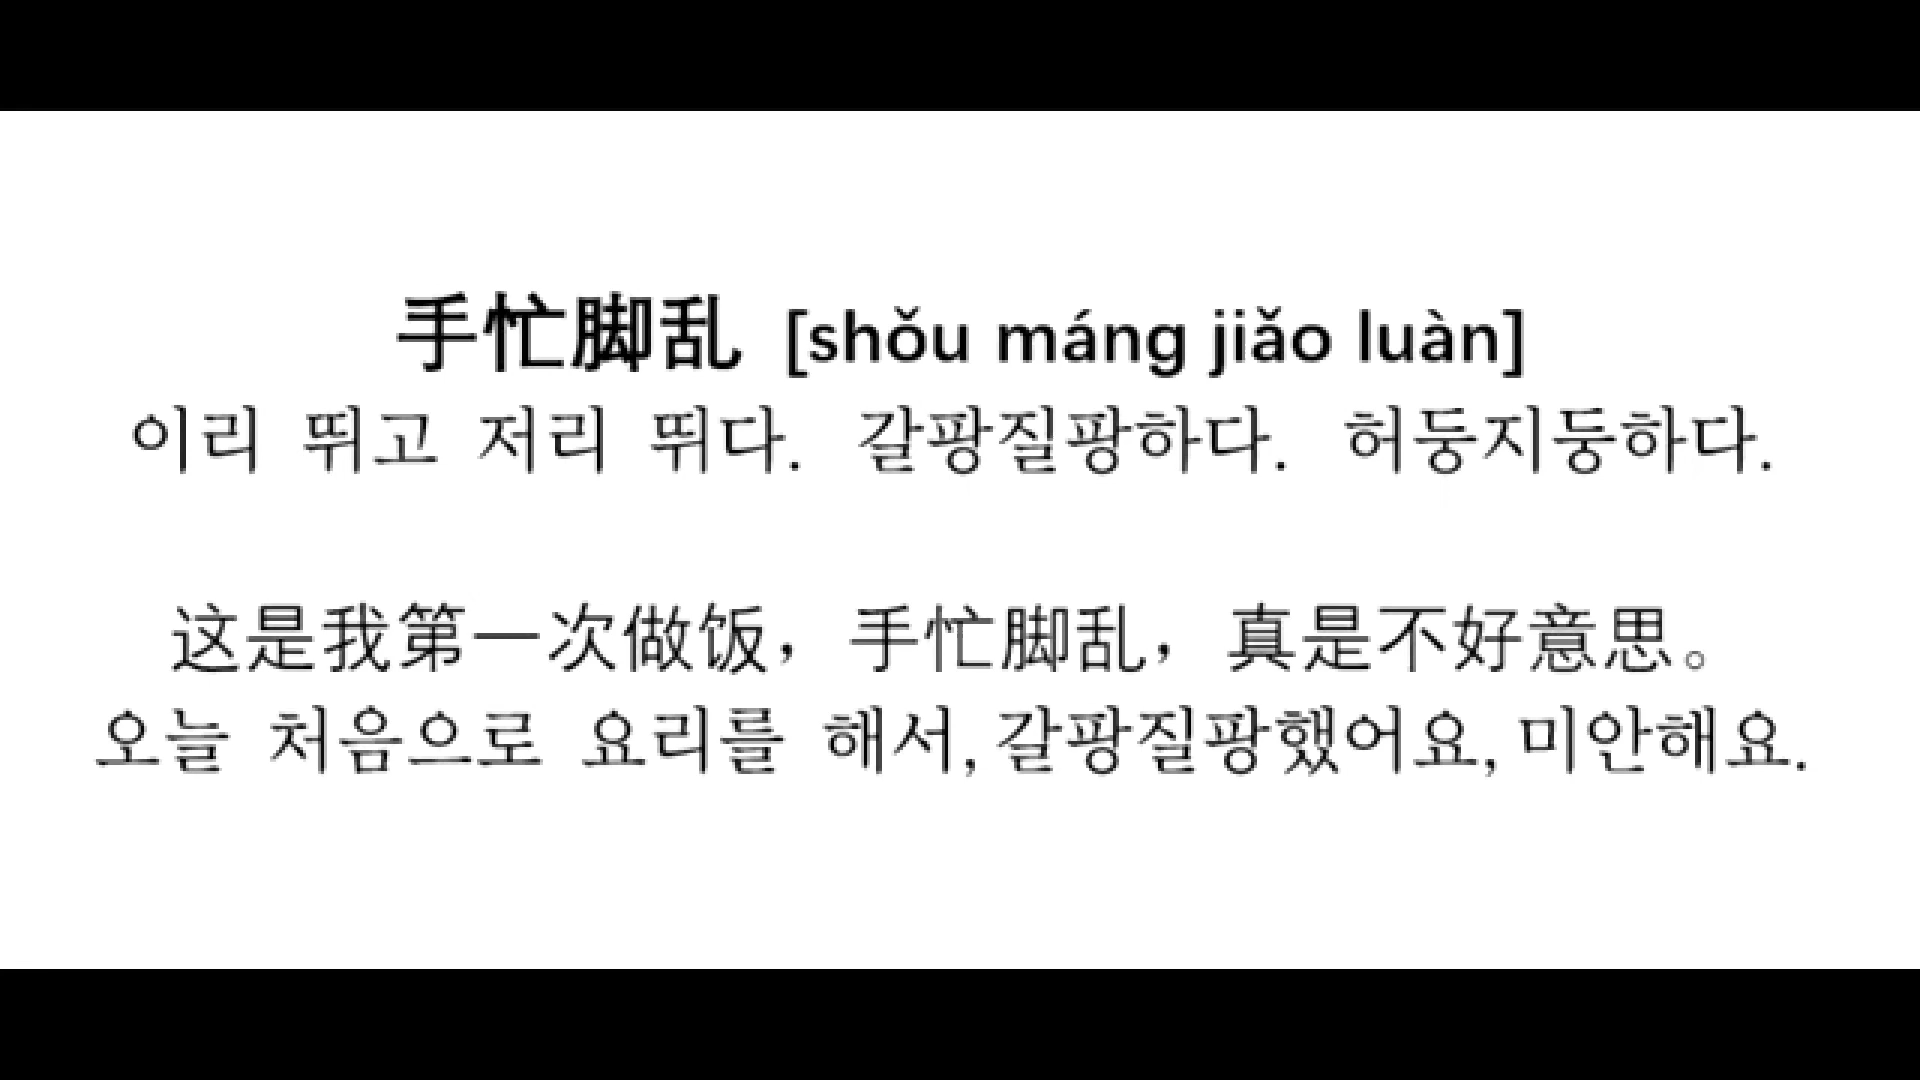 手忙脚乱 [shǒu máng jiǎo luàn]
이리 뛰고 저리 뛰다. 갈팡질팡하다. 허둥지둥하다.
这是我第一次做饭，手忙脚乱，真是不好意思。
오늘 처음으로 요리를 해서, 갈팡질팡했어요, 미안해요.